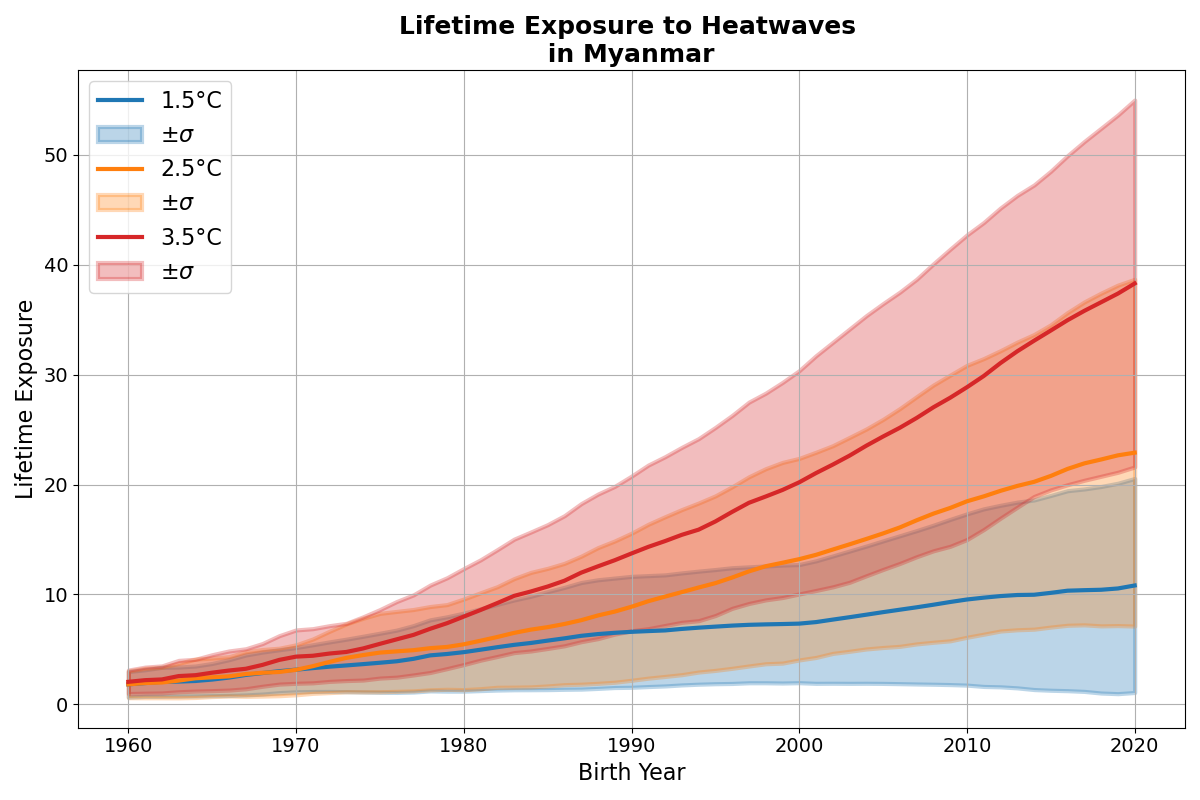 Lifetime Exposure to Heatwaves
in Myanmar
1.5°C
±σ
2.5°C
±σ
3.5°C
±σ
Lifetime Exposure
50
40
30
20
10
0
1960 1970 1980 1990 2000 2010 2020
Birth Year